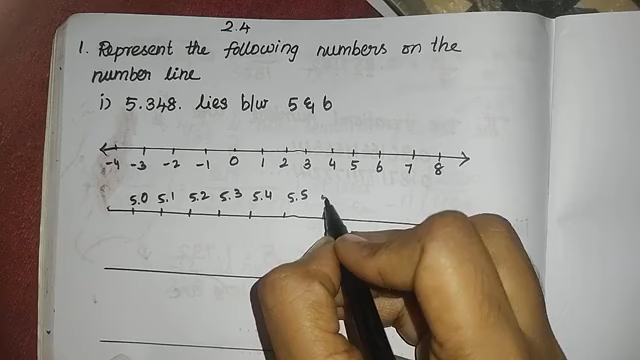 2.4
1. Represent the following numbers on the
number line
i) 5.348. lies b/w 5 & 6
-4 -3 -2 -1 0 1 2 3 4 5 6 7 8
5.0 5.1 5.2 5.3 5.4 5.5